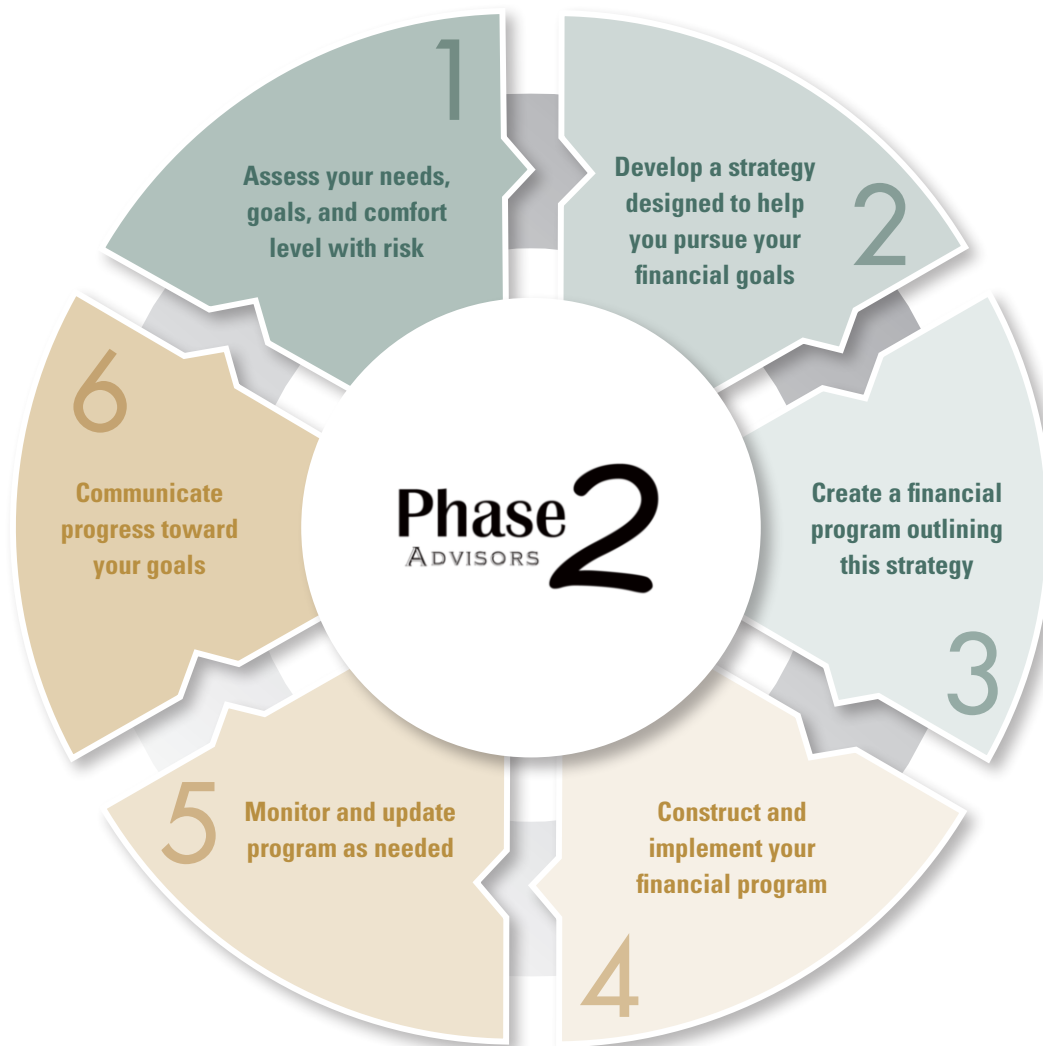 1
Assess your needs,
goals, and comfort
level with risk
2
Develop a strategy
designed to help
you pursue your
financial goals
3
Create a financial
program outlining
this strategy
4
Construct and
implement your
financial program
5
Monitor and update
program as needed
6
Communicate
progress toward
your goals
Phase 2
ADVISORS